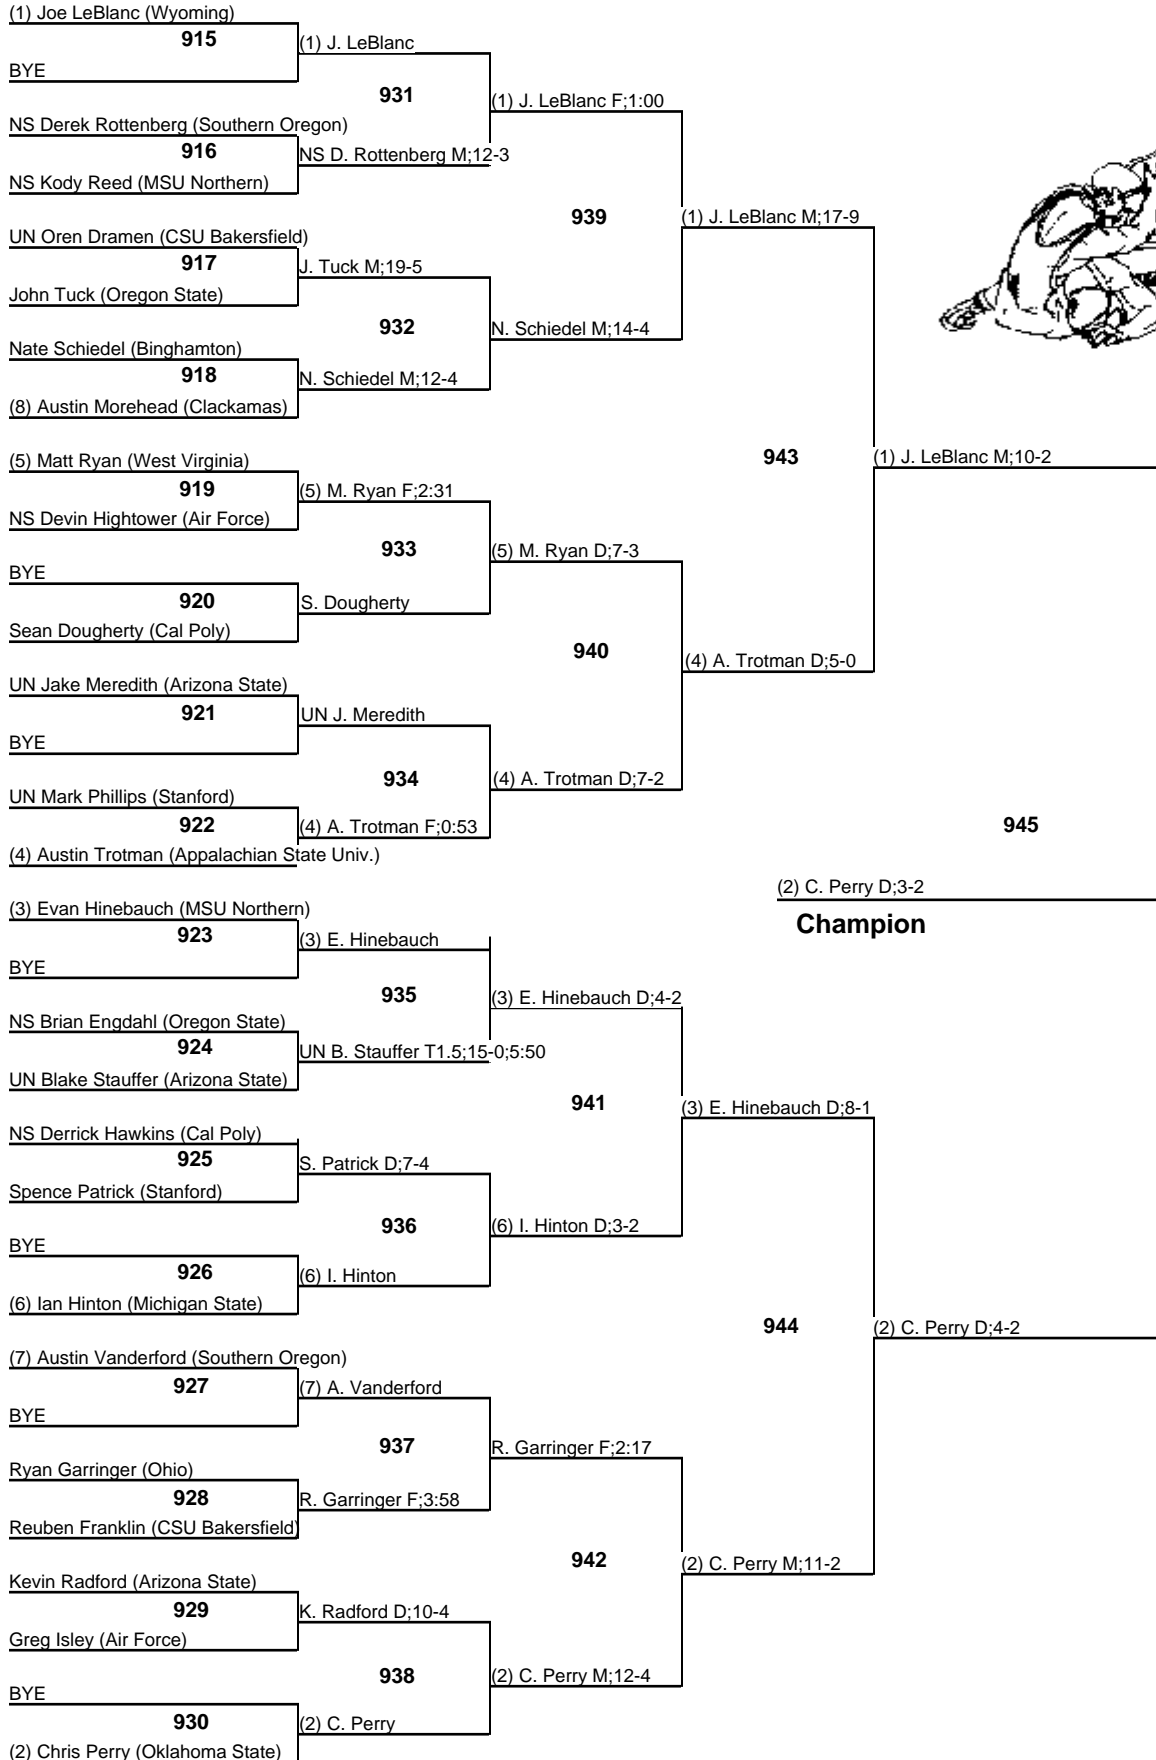 (1) Joe LeBlanc (Wyoming)
915
(1) J. LeBlanc
BYE
931
(1) J. LeBlanc F;1:00
NS Derek Rottenberg (Southern Oregon)
916
NS D. Rottenberg M;12-3
NS Kody Reed (MSU Northern)
939
(1) J. LeBlanc M;17-9
UN Oren Dramen (CSU Bakersfield)
917
J. Tuck M;19-5
John Tuck (Oregon State)
932
N. Schiedel M;14-4
Nate Schiedel (Binghamton)
918
N. Schiedel M;12-4
(8) Austin Morehead (Clackamas)
943
(1) J. LeBlanc M;10-2
(5) Matt Ryan (West Virginia)
919
(5) M. Ryan F;2:31
NS Devin Hightower (Air Force)
933
(5) M. Ryan D;7-3
BYE
920
S. Dougherty
Sean Dougherty (Cal Poly)
940
(4) A. Trotman D;5-0
UN Jake Meredith (Arizona State)
921
UN J. Meredith
BYE
934
(4) A. Trotman D;7-2
UN Mark Phillips (Stanford)
922
(4) A. Trotman F;0:53
(4) Austin Trotman (Appalachian State Univ.)
945
(2) C. Perry D;3-2
Champion
(3) Evan Hinebauch (MSU Northern)
923
(3) E. Hinebauch
BYE
935
(3) E. Hinebauch D;4-2
NS Brian Engdahl (Oregon State)
924
UN B. Stauffer T1.5;15-0;5:50
UN Blake Stauffer (Arizona State)
941
(3) E. Hinebauch D;8-1
NS Derrick Hawkins (Cal Poly)
925
S. Patrick D;7-4
Spence Patrick (Stanford)
936
(6) I. Hinton D;3-2
BYE
926
(6) I. Hinton
(6) Ian Hinton (Michigan State)
944
(2) C. Perry D;4-2
(7) Austin Vanderford (Southern Oregon)
927
(7) A. Vanderford
BYE
937
R. Garringer F;2:17
Ryan Garringer (Ohio)
928
R. Garringer F;3:58
Reuben Franklin (CSU Bakersfield)
942
(2) C. Perry M;11-2
Kevin Radford (Arizona State)
929
K. Radford D;10-4
Greg Isley (Air Force)
938
(2) C. Perry M;12-4
BYE
930
(2) C. Perry
(2) Chris Perry (Oklahoma State)